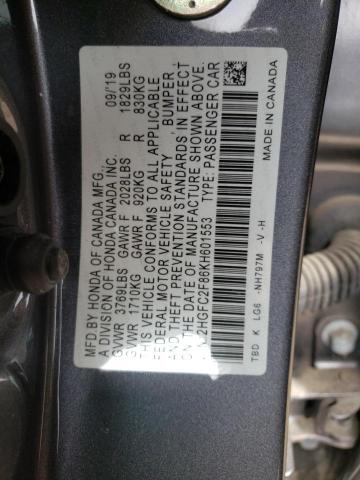 MFD BY HONDA OF CANADA MFG. 09/'19
A DIVISION OF HONDA CANADA INC.
GVWR 3769LBS GAWR F 2028LBS R 1829LBS
GVWR 1710KG GAWR F 920KG R 830KG
THIS VEHICLE CONFORMS TO ALL APPLICABLE
FEDERAL MOTOR VEHICLE SAFETY, BUMPER,
AND THEFT PREVENTION STANDARDS IN EFFECT
DATE OF MANUFACTURE SHOWN ABOVE.
2HGFC2F86KH601553 TYPE: PASSENGER CAR
MADE IN CANADA
TBD K LG6 -NH797M -V -H